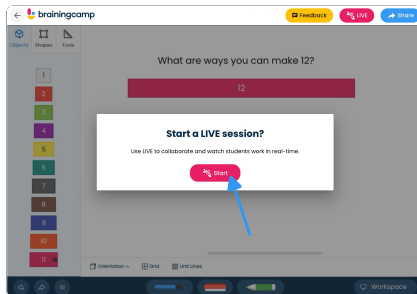 brainingcamp
Feedback
LIVE
Share
Objects
Shapes
Tools
What are ways you can make 12?
12
1
2
3
4
5
6
7
8
9
10
11
Start a LIVE session?
Use LIVE to collaborate and watch students work in real-time.
Start
Orientation
Grid
Unit Lines
Workspace